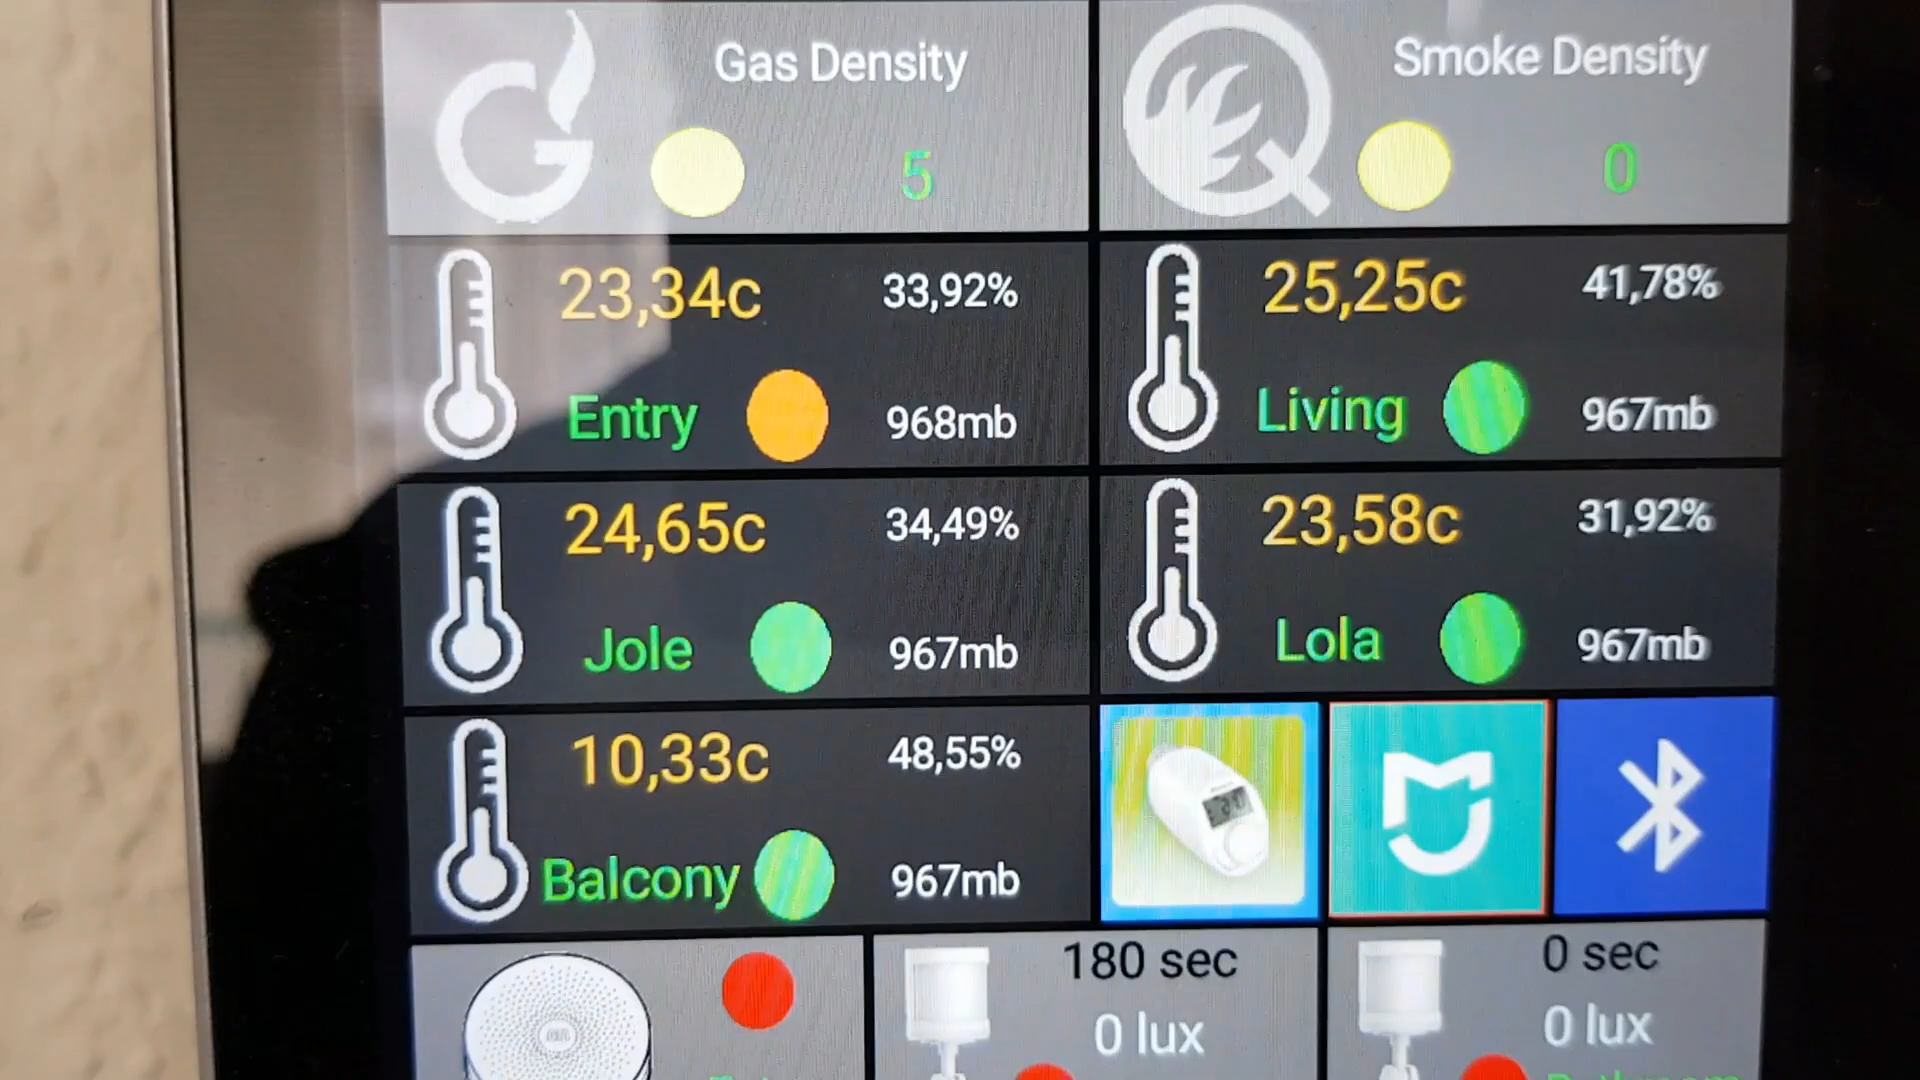 Gas Density
5
Smoke Density
0
23,34c 33,92%
Entry 968mb
25,25c 41,78%
Living 967mb
24,65c 34,49%
Jole 967mb
23,58c 31,92%
Lola 967mb
10,33c 48,55%
Balcony 967mb
180 sec
0 lux
0 sec
0 lux